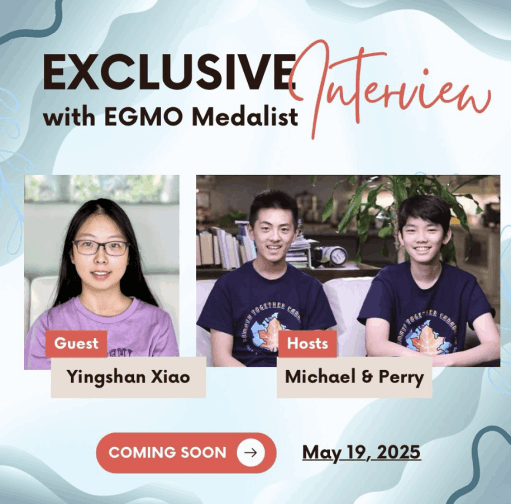 EXCLUSIVE Interview
with EGMO Medalist
Guest
Yingshan Xiao
Hosts
Michael & Perry
COMING SOON
May 19, 2025